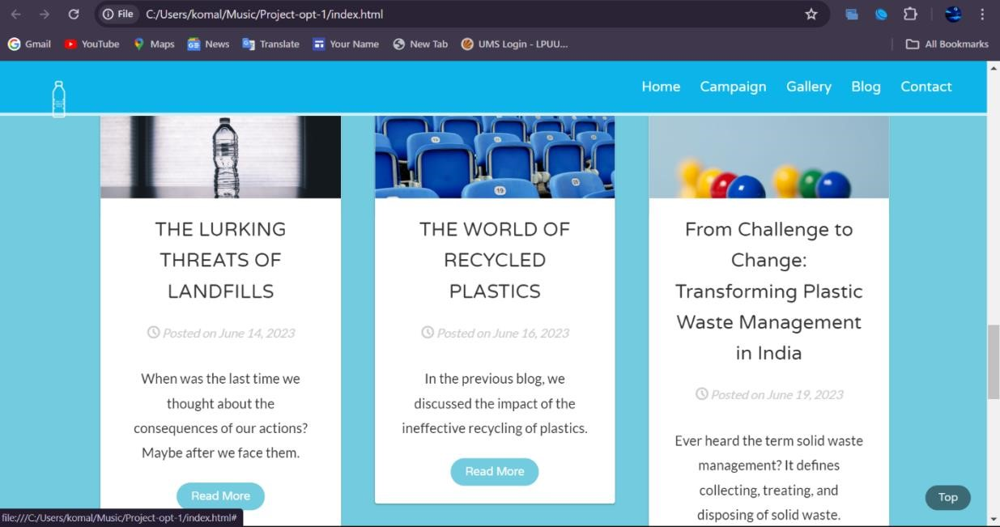 File C:/Users/komal/Music/Project-opt-1/index.html
Gmail YouTube Maps News Translate Your Name New Tab UMS Login - LPUU... All Bookmarks
Home Campaign Gallery Blog Contact
19
19
THE LURKING
THREATS OF
LANDFILLS
Posted on June 14, 2023
When was the last time we
thought about the
consequences of our actions?
Maybe after we face them.
Read More
THE WORLD OF
RECYCLED
PLASTICS
Posted on June 16, 2023
In the previous blog, we
discussed the impact of the
ineffective recycling of plastics.
Read More
From Challenge to
Change:
Transforming Plastic
Waste Management
in India
Posted on June 19, 2023
Ever heard the term solid waste
management? It defines
collecting, treating, and
disposing of solid waste.
Top
file:///C:/Users/komal/Music/Project-opt-1/index.html#